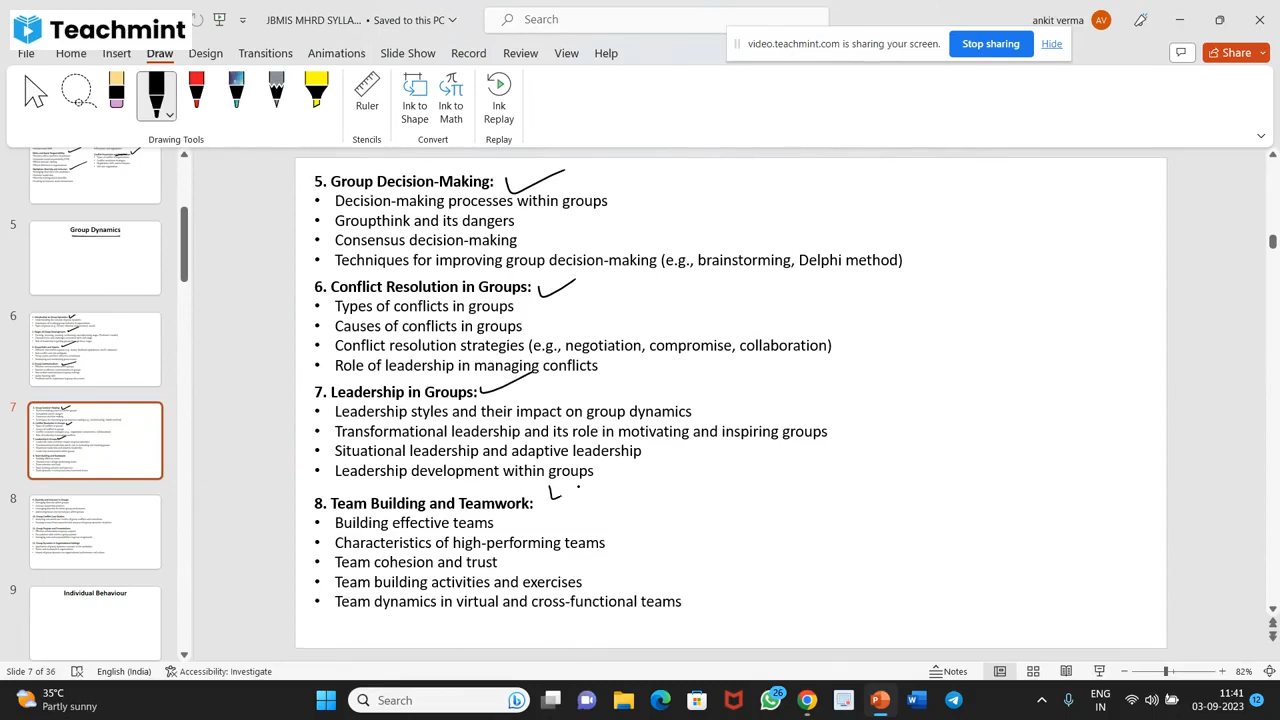 Teachmint
JBMIS MHRD SYLLA... • Saved to this PC
Search
ankit verma
AV
video.teachmint.com is sharing your screen.
Stop sharing
Hide
File
Home
Insert
Draw
Design
Transitions
Animations
Slide Show
Record
Review
View
Help
Share
Ruler
Ink to
Shape
Ink to
Math
Ink
Replay
Drawing Tools
Stencils
Convert
Replay
5
Group Dynamics
6
7
8
9
Individual Behaviour
5. Group Decision-Making:
• Decision-making processes within groups
• Groupthink and its dangers
• Consensus decision-making
• Techniques for improving group decision-making (e.g., brainstorming, Delphi method)
6. Conflict Resolution in Groups:
• Types of conflicts in groups
• Causes of conflicts in groups
• Conflict resolution strategies (e.g., negotiation, compromise, collaboration)
• Role of leadership in managing conflicts
7. Leadership in Groups:
• Leadership styles and their impact on group dynamics
• Transformational leadership and its role in motivating and inspiring groups
• Situational leadership and adaptive leadership
• Leadership development within groups
8. Team Building and Teamwork:
• Building effective teams
• Characteristics of high-performing teams
• Team cohesion and trust
• Team building activities and exercises
• Team dynamics in virtual and cross-functional teams
Slide 7 of 36
English (India)
Accessibility: Investigate
Notes
82%
35°C
Partly sunny
Search
26
ENG
IN
11:41
03-09-2023
12